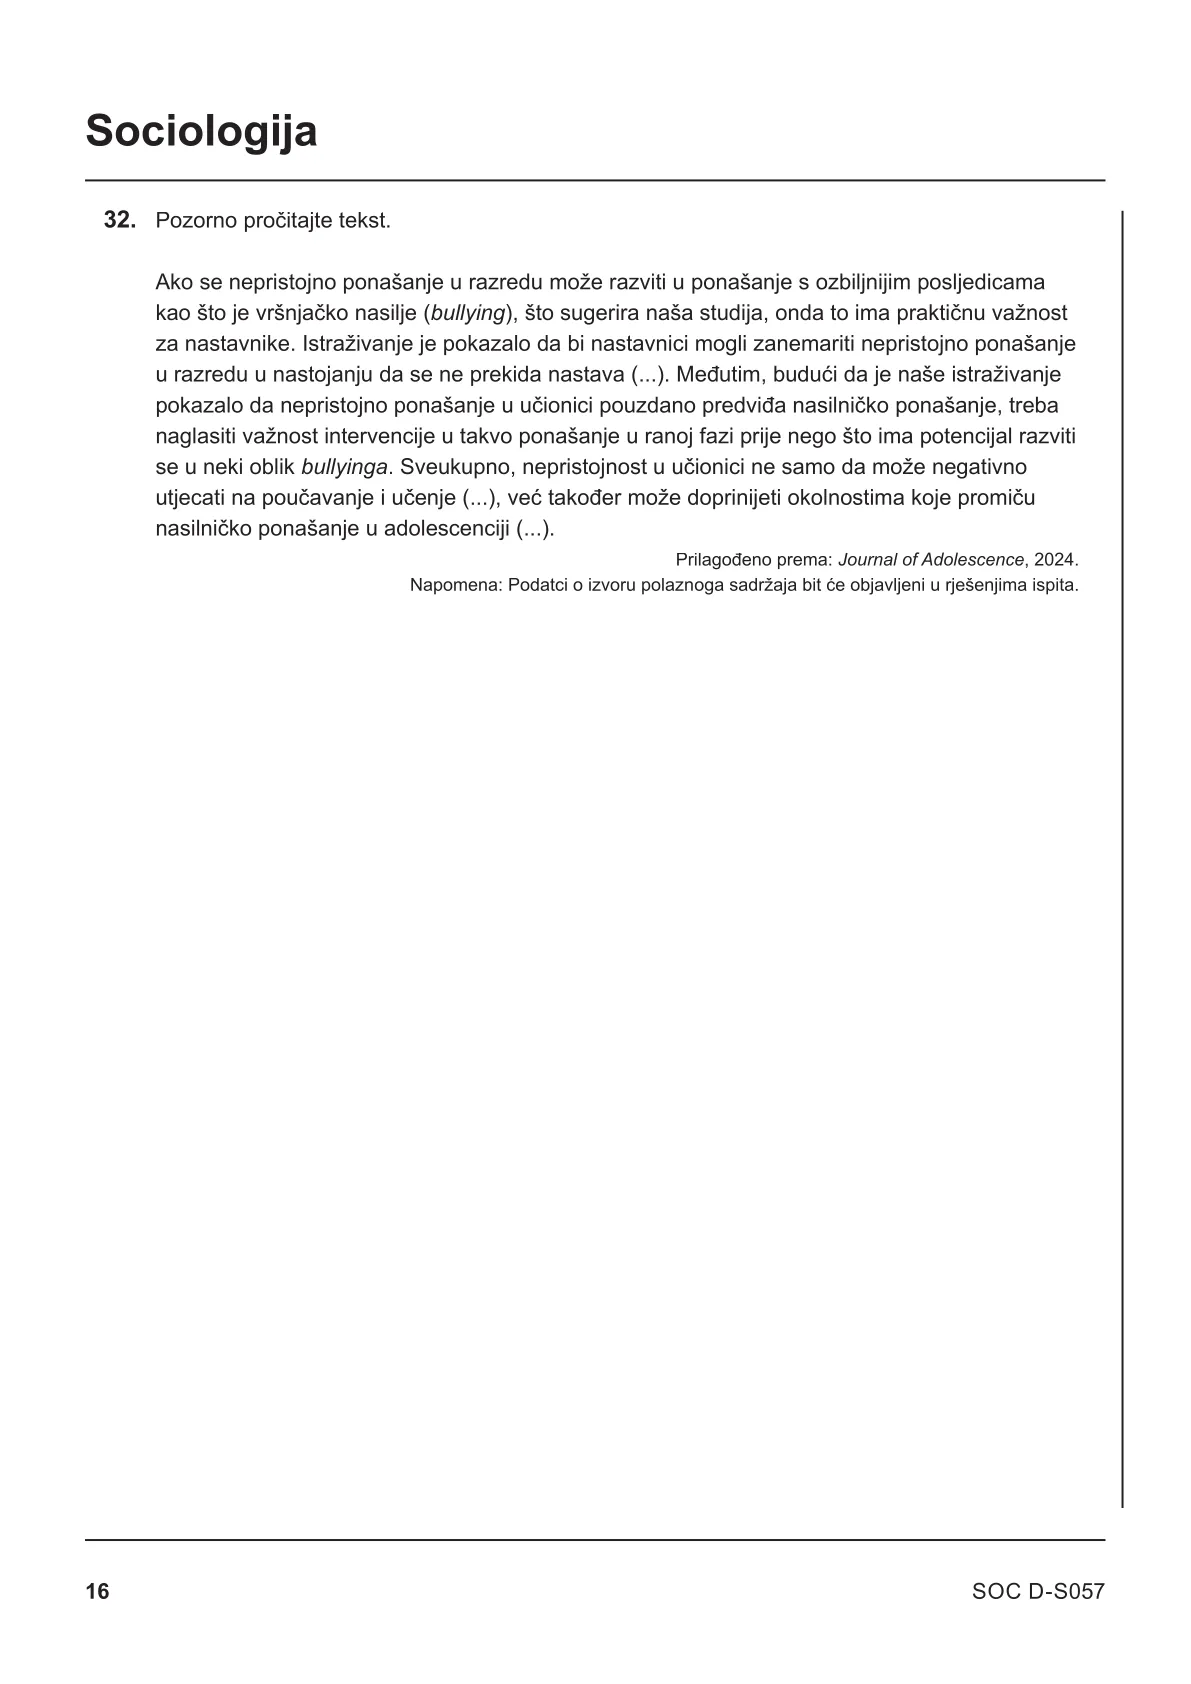 Sociologija
32. Pozorno pročitajte tekst.
Ako se nepristojno ponašanje u razredu može razviti u ponašanje s ozbiljnijim posljedicama
kao što je vršnjačko nasilje (bullying), što sugerira naša studija, onda to ima praktičnu važnost
za nastavnike. Istraživanje je pokazalo da bi nastavnici mogli zanemariti nepristojno ponašanje
u razredu u nastojanju da se ne prekida nastava (...). Međutim, budući da je naše istraživanje
pokazalo da nepristojno ponašanje u učionici pouzdano predviđa nasilničko ponašanje, treba
naglasiti važnost intervencije u takvo ponašanje u ranoj fazi prije nego što ima potencijal razviti
se u neki oblik bullyinga. Sveukupno, nepristojnost u učionici ne samo da može negativno
utjecati na poučavanje i učenje (...), već također može doprinijeti okolnostima koje promiču
nasilničko ponašanje u adolescenciji (...).
Prilagođeno prema: Journal of Adolescence, 2024.
Napomena: Podatci o izvoru polaznoga sadržaja bit će objavljeni u rješenjima ispita.
16
SOC D-S057